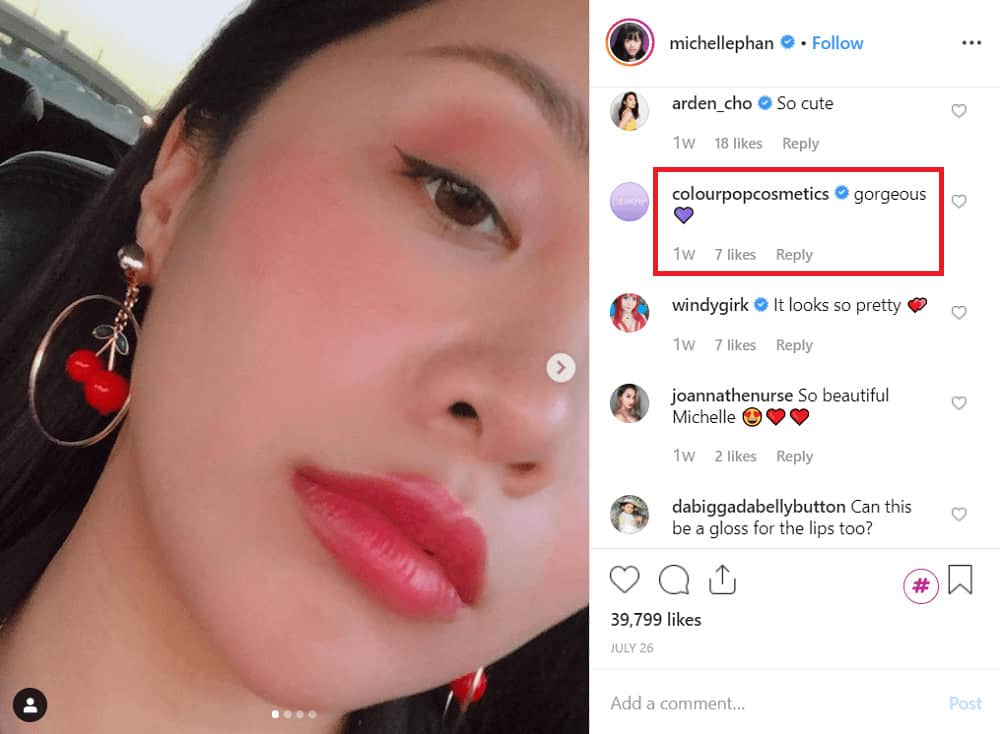 michellephan • Follow
arden_cho So cute
1w 18 likes Reply
colourpopcosmetics gorgeous
💜
1w 7 likes Reply
windygirk It looks so pretty 💕
1w 7 likes Reply
joannathenurse So beautiful
Michelle 😍❤️❤️
1w 2 likes Reply
dabiggadabellybutton Can this
be a gloss for the lips too?
#
39,799 likes
JULY 26
Add a comment... Post